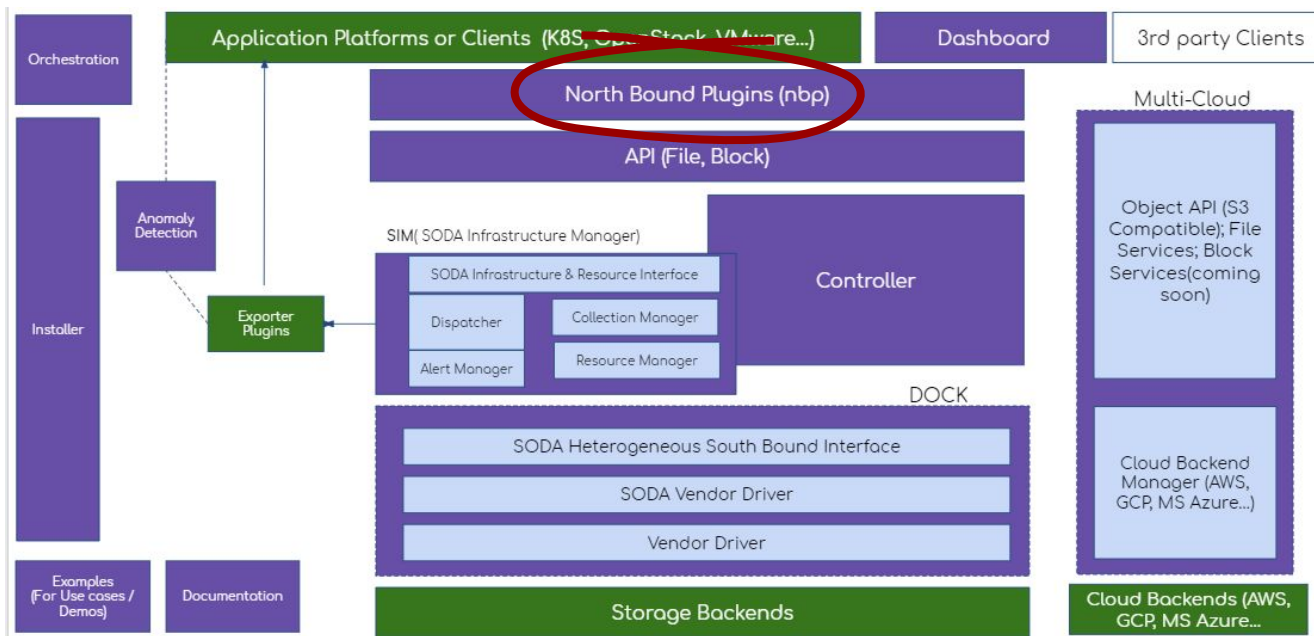 Orchestration
Application Platforms or Clients (K8S, OpenStock, VMware...)
Dashboard
3rd party Clients
North Bound Plugins (nbp)
API (File, Block)
Multi-Cloud
Installer
Anomaly
Detection
Exporter
Plugins
SIM( SODA Infrastructure Manager)
SODA Infrastructure & Resource Interface
Dispatcher
Collection Manager
Alert Manager
Resource Manager
Controller
Object API (S3
Compatible); File
Services; Block
Services(coming
soon)
DOCK
SODA Heterogeneous South Bound Interface
SODA Vendor Driver
Vendor Driver
Cloud Backend
Manager (AWS,
GCP, MS Azure...)
Examples
(For Use cases /
Demos)
Documentation
Storage Backends
Cloud Backends (AWS,
GCP, MS Azure...